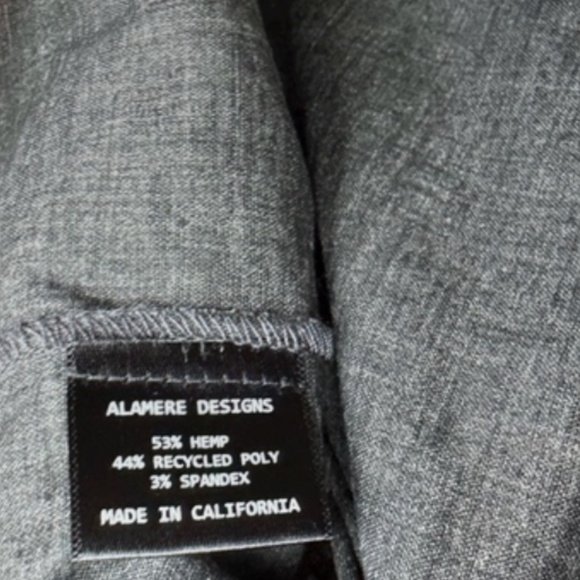 ALAMERE DESIGNS
53% HEMP
44% RECYCLED POLY
3% SPANDEX
MADE IN CALIFORNIA